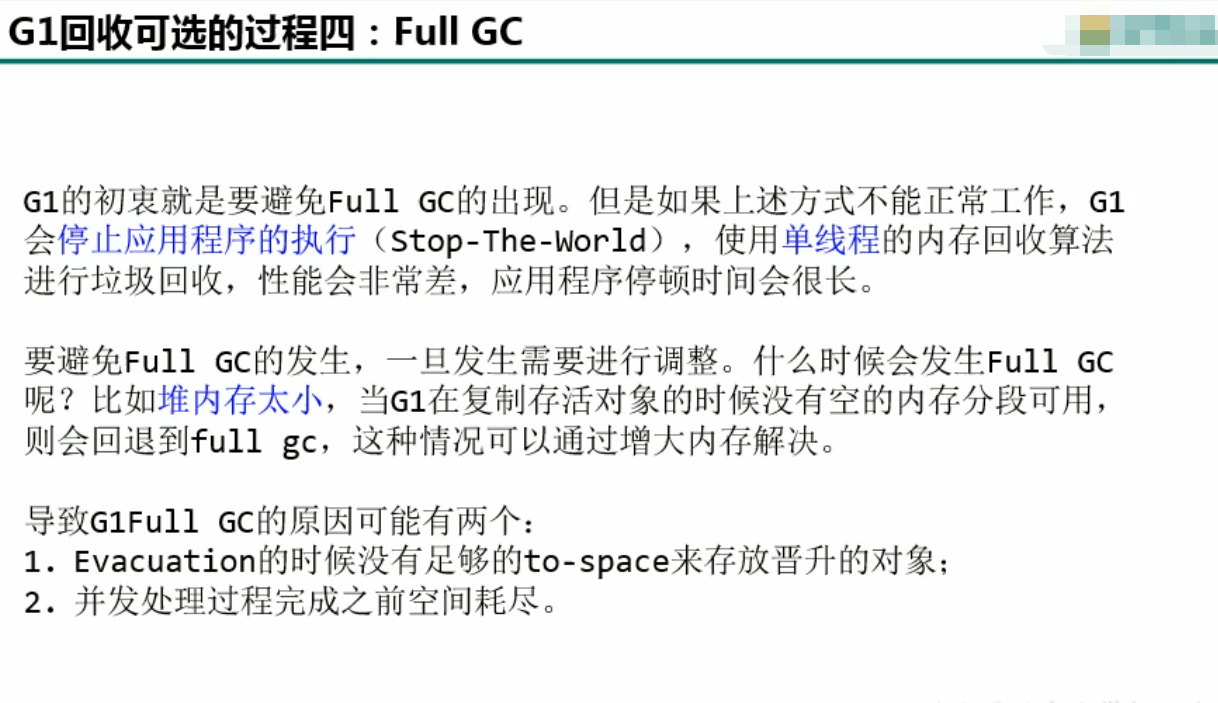 G1回收可选的过程四：Full GC
G1的初衷就是要避免Full GC的出现。但是如果上述方式不能正常工作，G1
会停止应用程序的执行（Stop-The-World），使用单线程的内存回收算法
进行垃圾回收，性能会非常差，应用程序停顿时间会很长。
要避免Full GC的发生，一旦发生需要进行调整。什么时候会发生Full GC
呢？比如堆内存太小，当G1在复制存活对象的时候没有空的内存分段可用，
则会回退到full gc，这种情况可以通过增大内存解决。
导致G1Full GC的原因可能有两个：
1. Evacuation的时候没有足够的to-space来存放晋升的对象；
2. 并发处理过程完成之前空间耗尽。